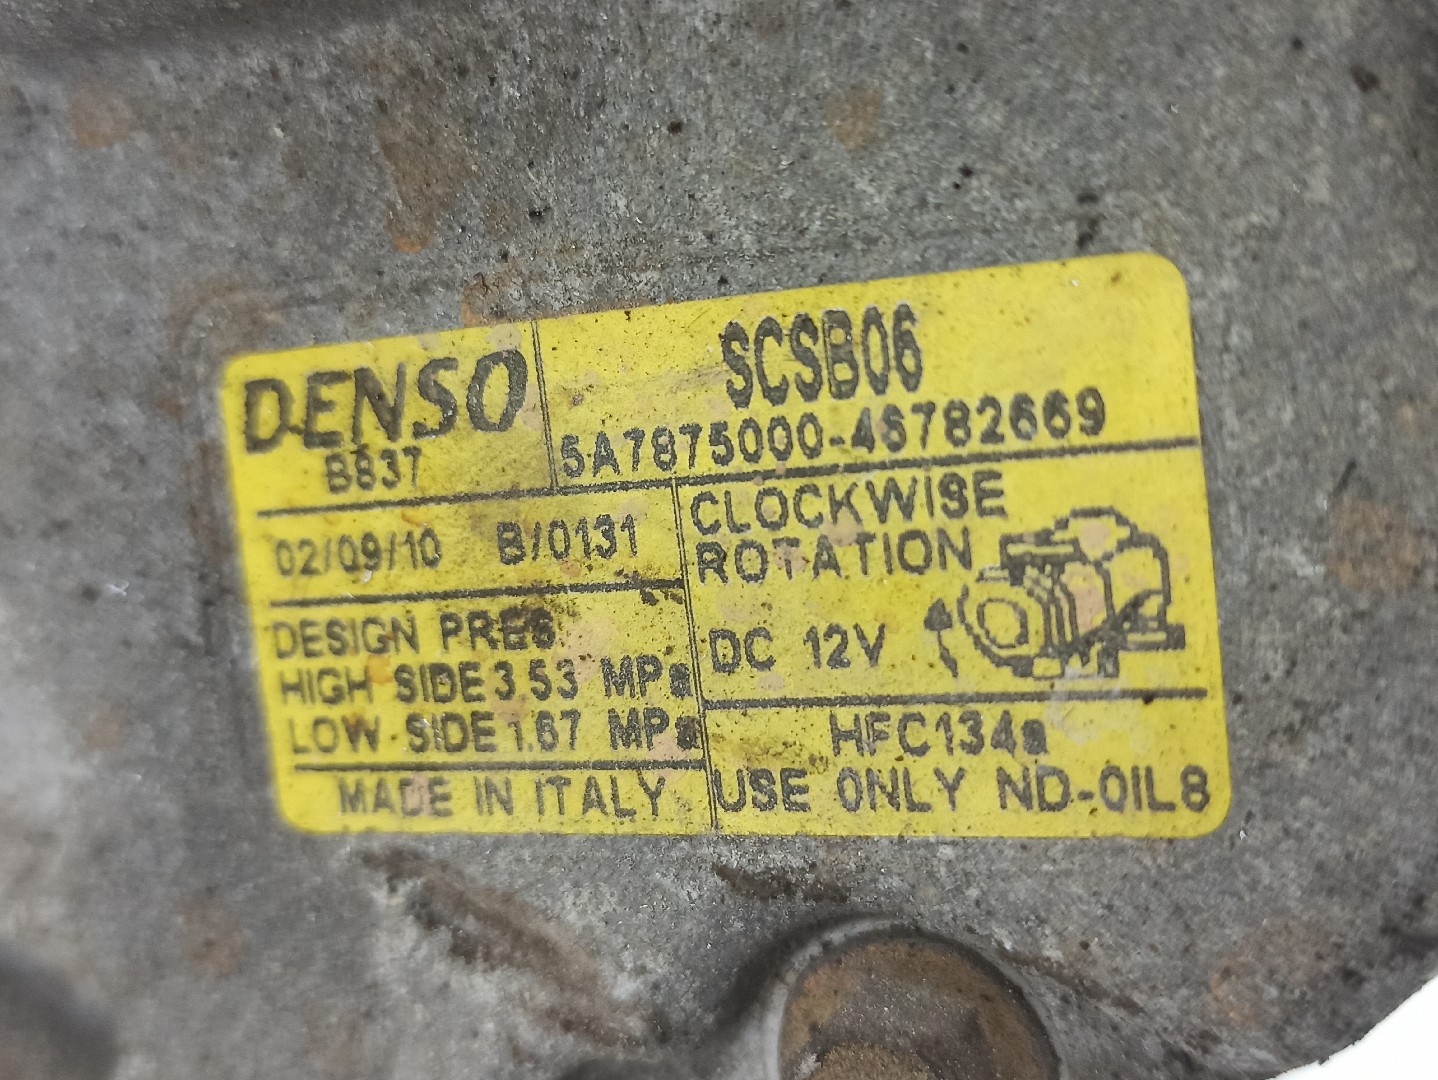 DENSO
B837
SCSB06
5A7875000-46782669
02/09/10 B/0131
DESIGN PRES
HIGH SIDE 3.53 MPa
LOW SIDE 1.67 MPa
MADE IN ITALY
CLOCKWISE
ROTATION
DC 12V
HFC134a
USE ONLY ND-OIL8